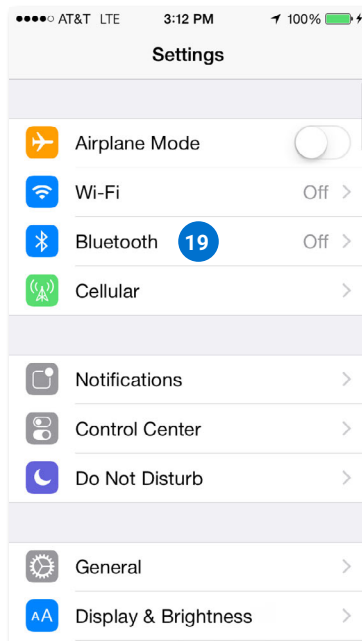 AT&T LTE 3:12 PM 100%
Settings
Airplane Mode
Wi-Fi Off
Bluetooth 19 Off
Cellular
Notifications
Control Center
Do Not Disturb
General
AA Display & Brightness